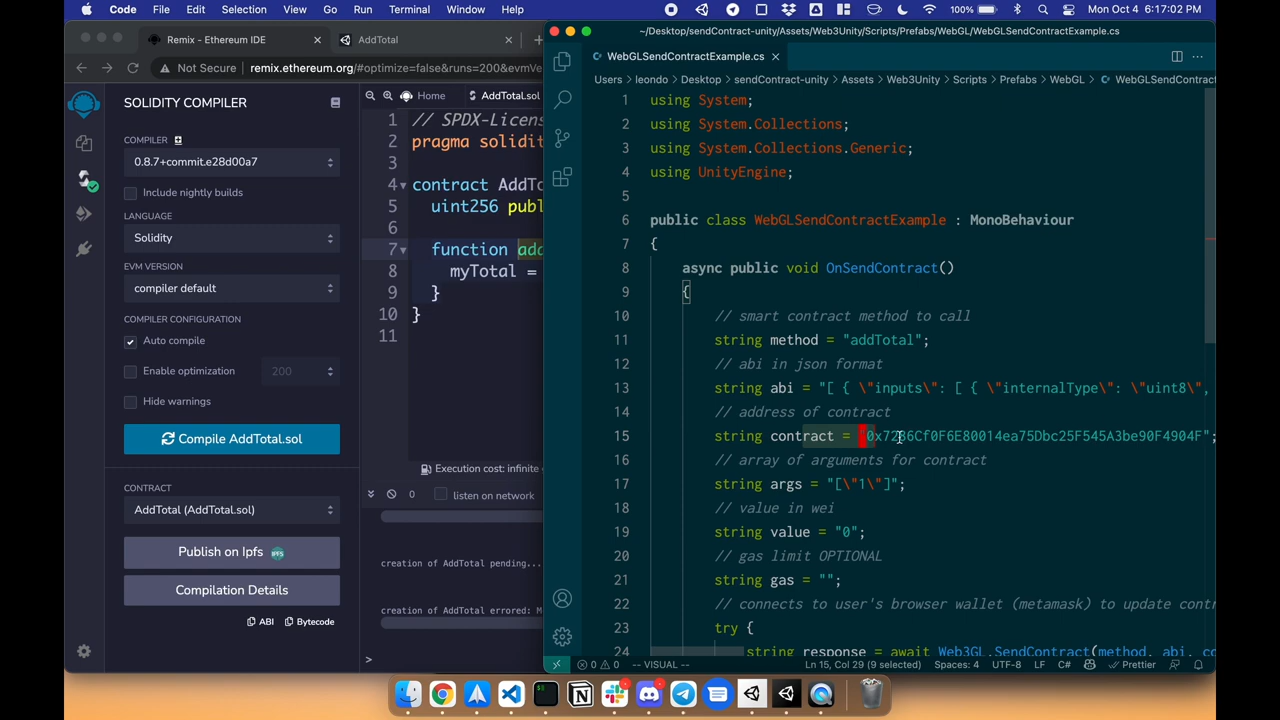 Code File Edit Selection View Go Run Terminal Window Help 100% Mon Oct 4 6:17:02 PM
Remix - Ethereum IDE
AddTotal
Not Secure remix.ethereum.org/#optimize=false&runs=200&evmVe
SOLIDITY COMPILER
COMPILER
0.8.7+commit.e28d00a7
Include nightly builds
LANGUAGE
Solidity
EVM VERSION
compiler default
COMPILER CONFIGURATION
Auto compile
Enable optimization 200
Hide warnings
Compile AddTotal.sol
CONTRACT
AddTotal (AddTotal.sol)
Publish on Ipfs
Compilation Details
ABI Bytecode
Home AddTotal.sol
1 // SPDX-Licens
2 pragma solidit
3
4 contract AddTo
5 uint256 publ
6
7 function add
8 myTotal =
9 }
10 }
11
Execution cost: infinite
0 listen on network
creation of AddTotal pending...
creation of AddTotal errored: M
>
~/Desktop/sendContract-unity/Assets/Web3Unity/Scripts/Prefabs/WebGL/WebGLSendContractExample.cs
WebGLSendContractExample.cs
Users > leondo > Desktop > sendContract-unity > Assets > Web3Unity > Scripts > Prefabs > WebGL > WebGLSendContract
1 using System;
2 using System.Collections;
3 using System.Collections.Generic;
4 using UnityEngine;
5
6 public class WebGLSendContractExample : MonoBehaviour
7 {
8 async public void OnSendContract()
9 {
10 // smart contract method to call
11 string method = "addTotal";
12 // abi in json format
13 string abi = "[ { \"inputs\": [ { \"internalType\": \"uint8\",
14 // address of contract
15 string contract = "0x7286Cf0F6E80014ea75Dbc25F545A3be90F4904F";
16 // array of arguments for contract
17 string args = "[\"1\"]";
18 // value in wei
19 string value = "0";
20 // gas limit OPTIONAL
21 string gas = "";
22 // connects to user's browser wallet (metamask) to update contr
23 try {
24 string response = await Web3GL.SendContract(method, abi, co
0 0 -- VISUAL -- Ln 15, Col 29 (9 selected) Spaces: 4 UTF-8 LF C# Prettier